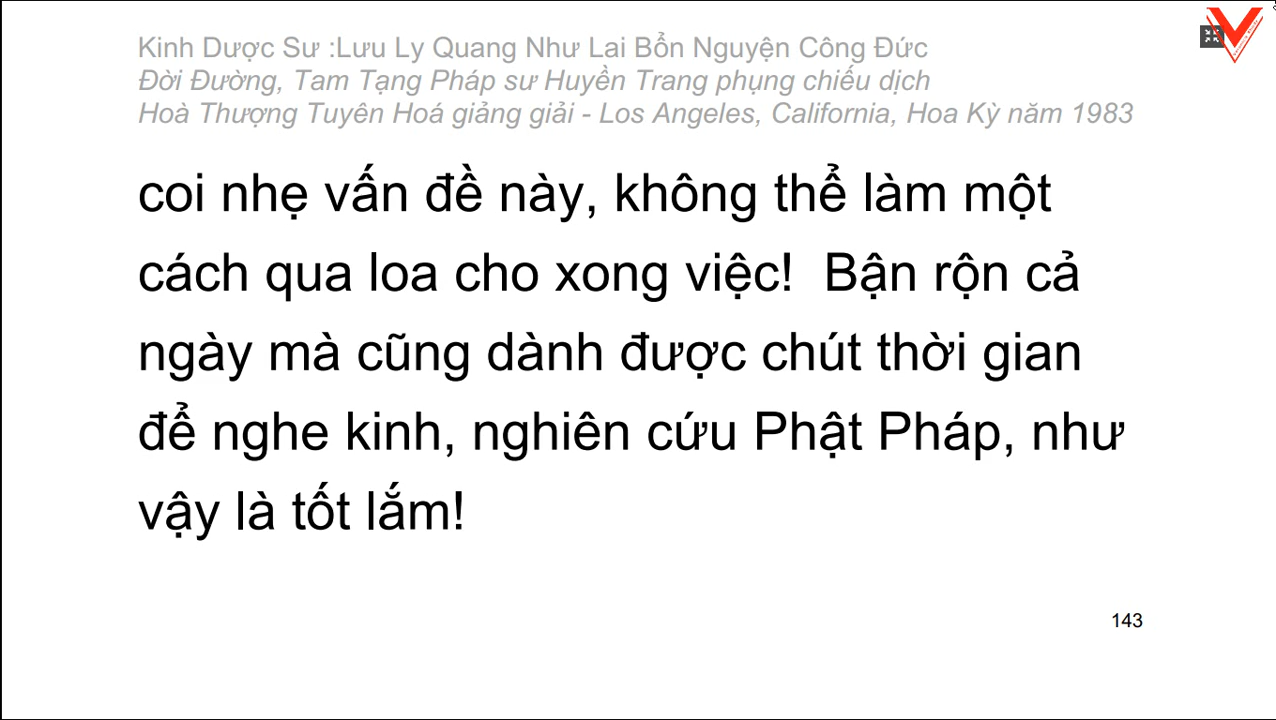 Kinh Dược Sư :Lưu Ly Quang Như Lai Bổn Nguyện Công Đức
Đời Đường, Tam Tạng Pháp sư Huyền Trang phụng chiếu dịch
Hoà Thượng Tuyên Hoá giảng giải - Los Angeles, California, Hoa Kỳ năm 1983
coi nhẹ vấn đề này, không thể làm một
cách qua loa cho xong việc!  Bận rộn cả
ngày mà cũng dành được chút thời gian
để nghe kinh, nghiên cứu Phật Pháp, như
vậy là tốt lắm!
143